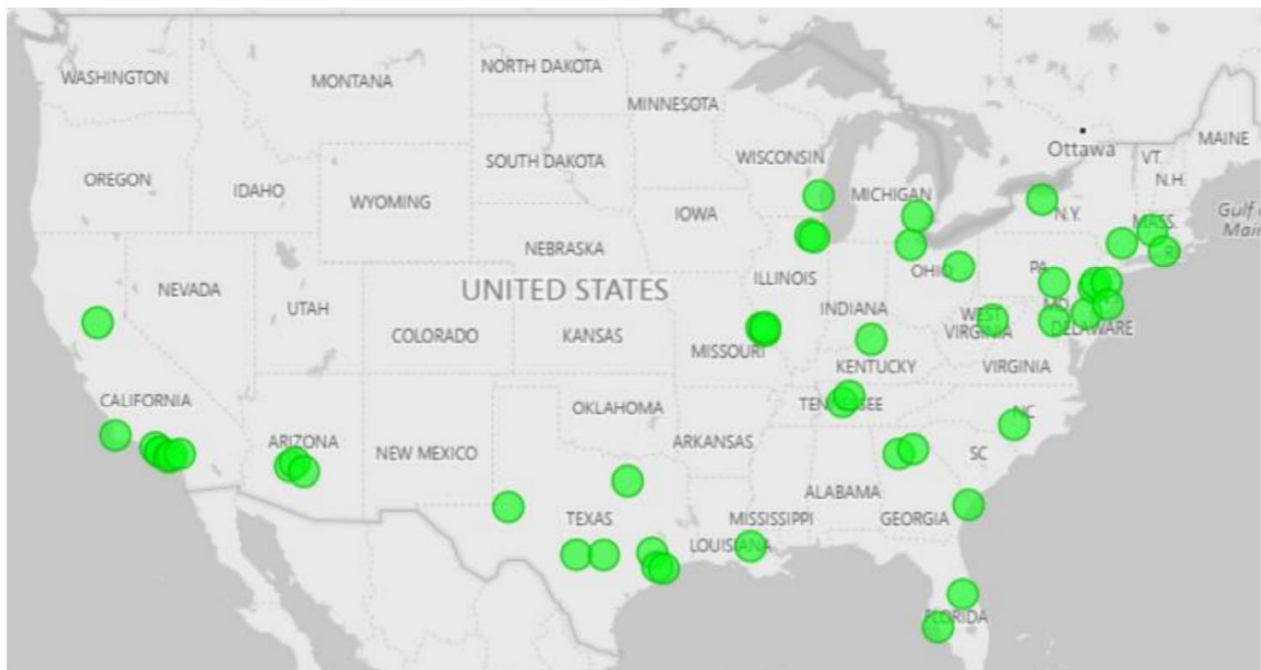 WASHINGTON
MONTANA
NORTH DAKOTA
MINNESOTA
MAINE
Ottawa
VT.
N.H.
OREGON
IDAHO
WYOMING
SOUTH DAKOTA
WISCONSIN
MICHIGAN
N.Y.
MASS.
Gulf
Main
IOWA
NEBRASKA
NEVADA
UTAH
UNITED STATES
ILLINOIS
INDIANA
OHIO
PA
COLORADO
KANSAS
MISSOURI
KENTUCKY
WEST
VIRGINIA
MD
DELAWARE
VIRGINIA
CALIFORNIA
ARIZONA
NEW MEXICO
OKLAHOMA
ARKANSAS
TENNESSEE
NC
SC
TEXAS
LOUISIANA
MISSISSIPPI
ALABAMA
GEORGIA
FLORIDA